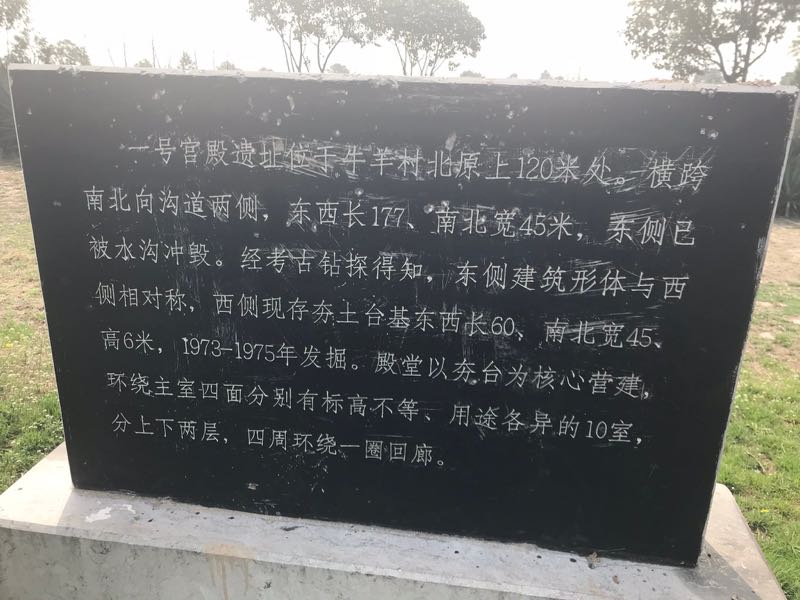 一号宫殿遗址位于牛羊村北原上120米处。横跨
南北向沟道两侧，东西长177、南北宽45米，东侧已
被水沟冲毁。经考古钻探得知，东侧建筑形体与西
侧相对称，西侧现存夯土台基东西长60、南北宽45、
高6米，1973-1975年发掘。殿堂以夯台为核心营建，
环绕主室四面分别有标高不等、用途各异的10室，
分上下两层，四周环绕一圈回廊。